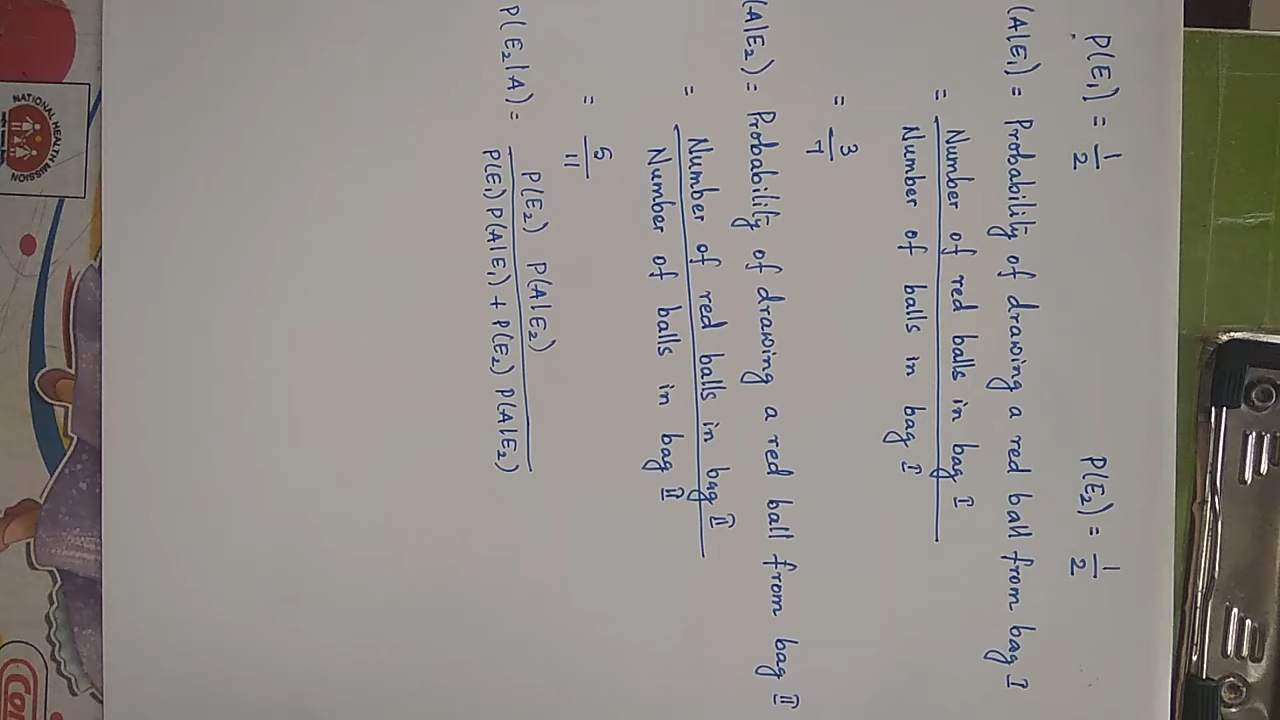 P(E₁) = 1/2 P(E₂) = 1/2
(A|E₁) = Probability of drawing a red ball from bag I
= Number of red balls in bag I
Number of balls in bag I
= 3/7
(A|E₂) = Probability of drawing a red ball from bag II
= Number of red balls in bag II
Number of balls in bag II
= 5/11
P(E₂|A) = P(E₂) P(A|E₂)
P(E₁) P(A|E₁) + P(E₂) P(A|E₂)
NATIONAL HEALTH MISSION